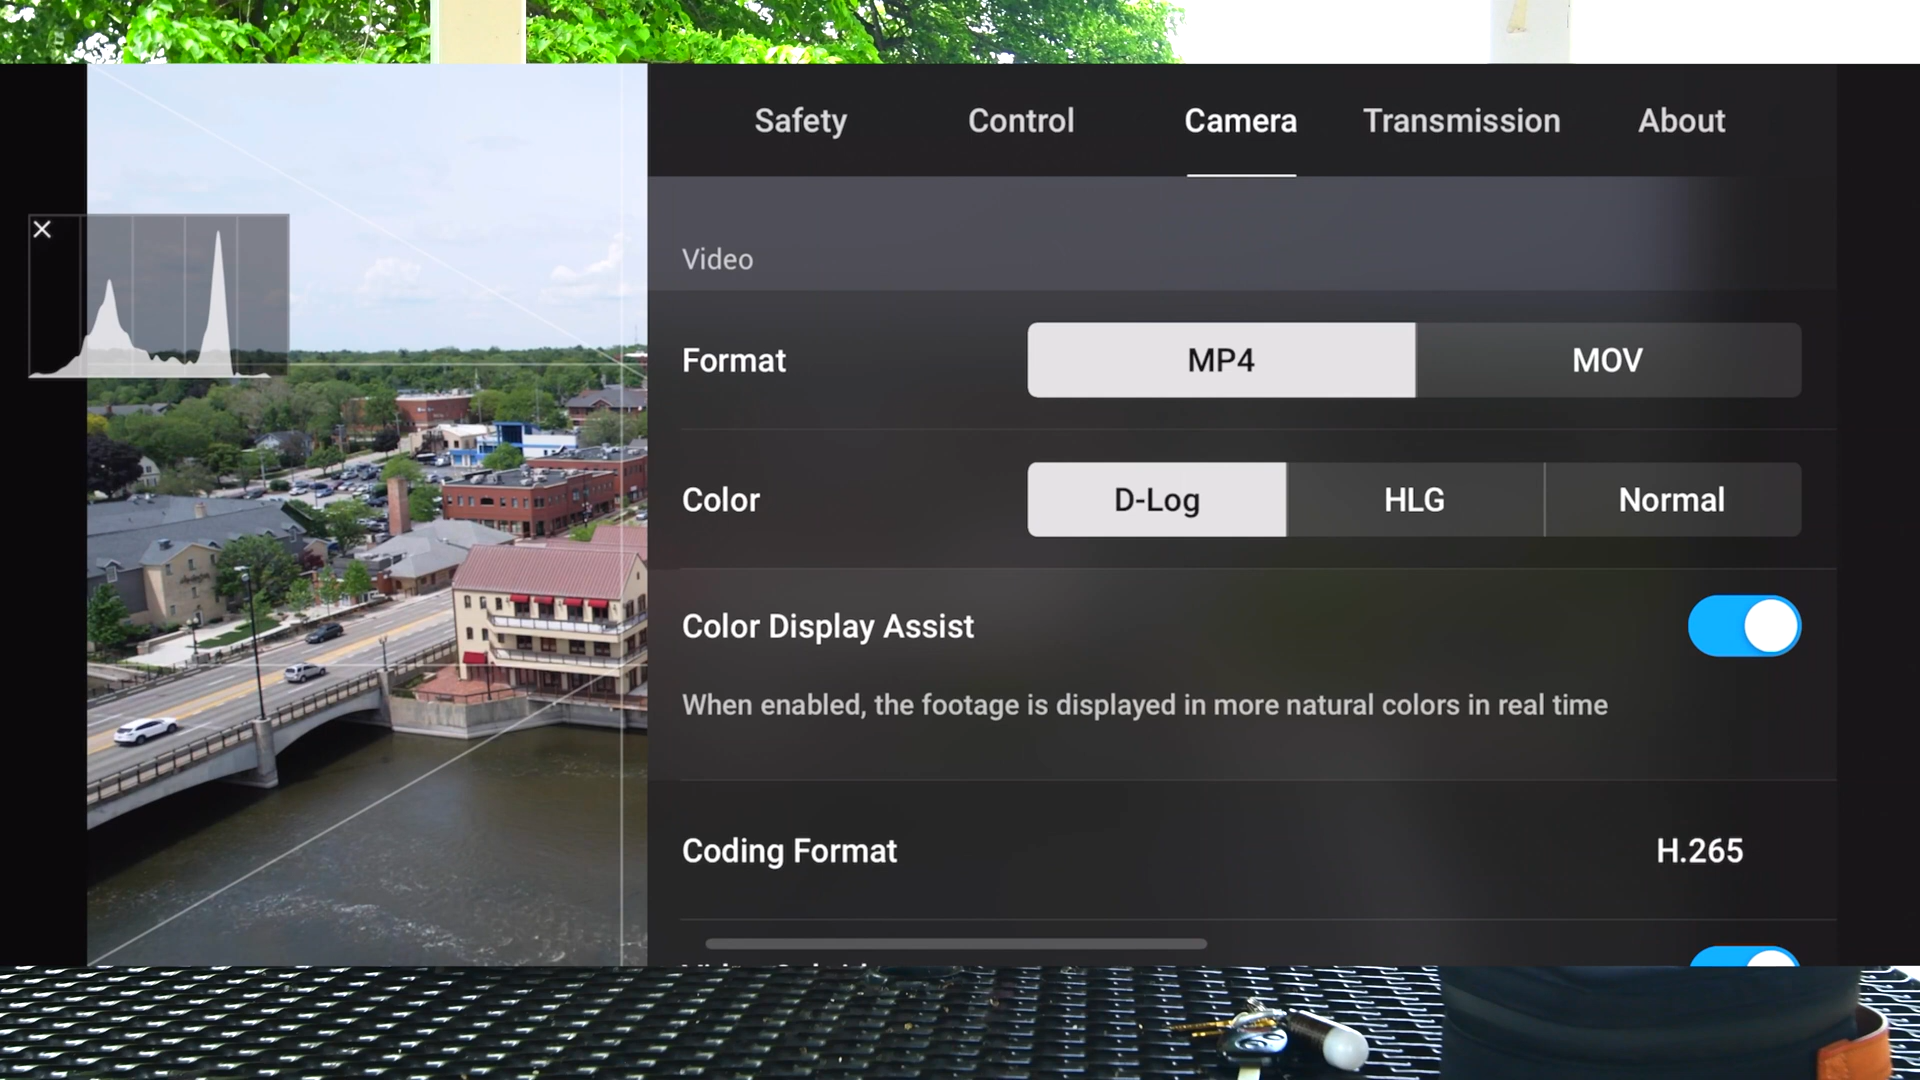 Safety Control Camera Transmission About
Video
Format MP4 MOV
Color D-Log HLG Normal
Color Display Assist
When enabled, the footage is displayed in more natural colors in real time
Coding Format H.265